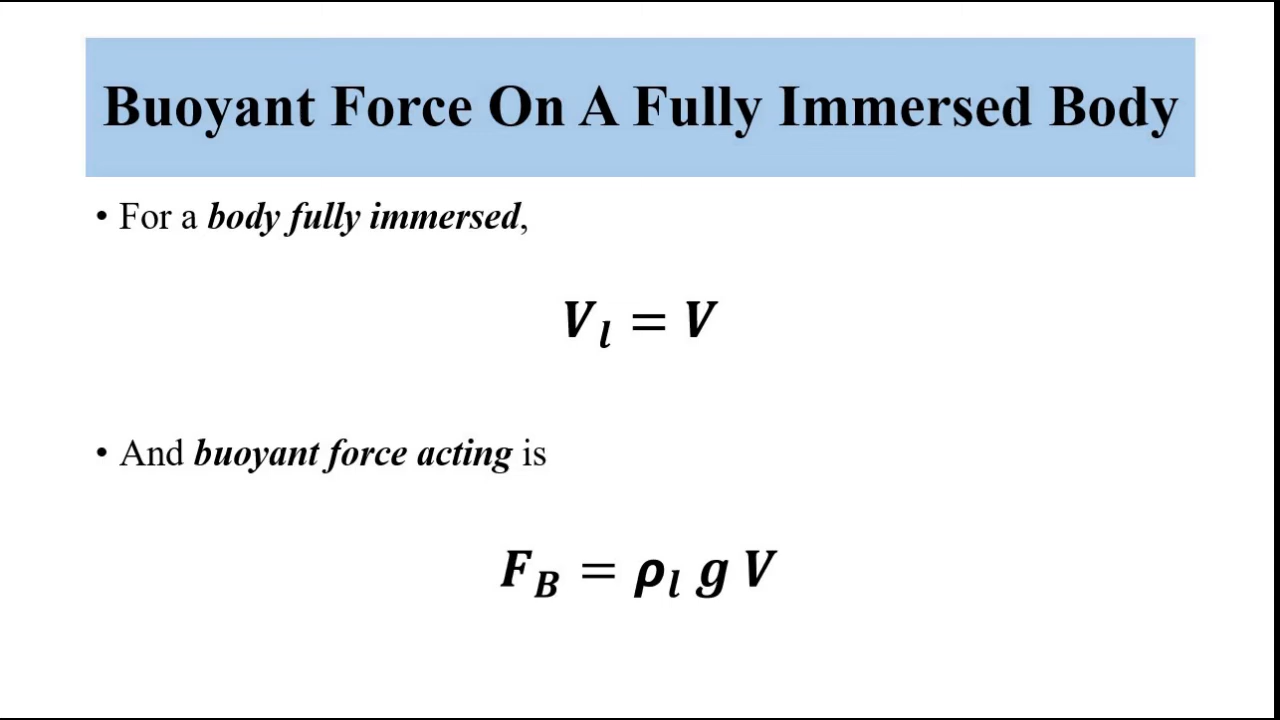 Buoyant Force On A Fully Immersed Body
• For a body fully immersed,
V_l = V
• And buoyant force acting is
F_B = ρ_l g V